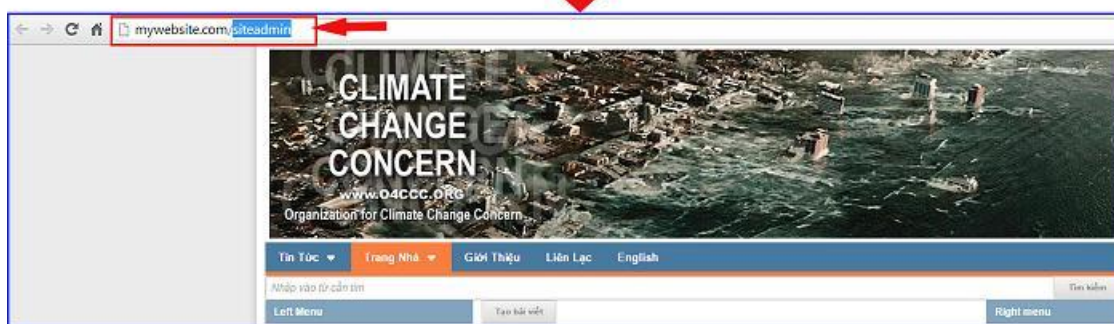 mywebsite.com/siteadmin
CLIMATE
CHANGE
CONCERN
www.O4CCC.ORG
Organization for Climate Change Concern
Tin Tức Trang Nhà Giới Thiệu Liên Lạc English
Nhập vào từ cần tìm Tìm kiếm
Left Menu Tạo bài viết Right menu